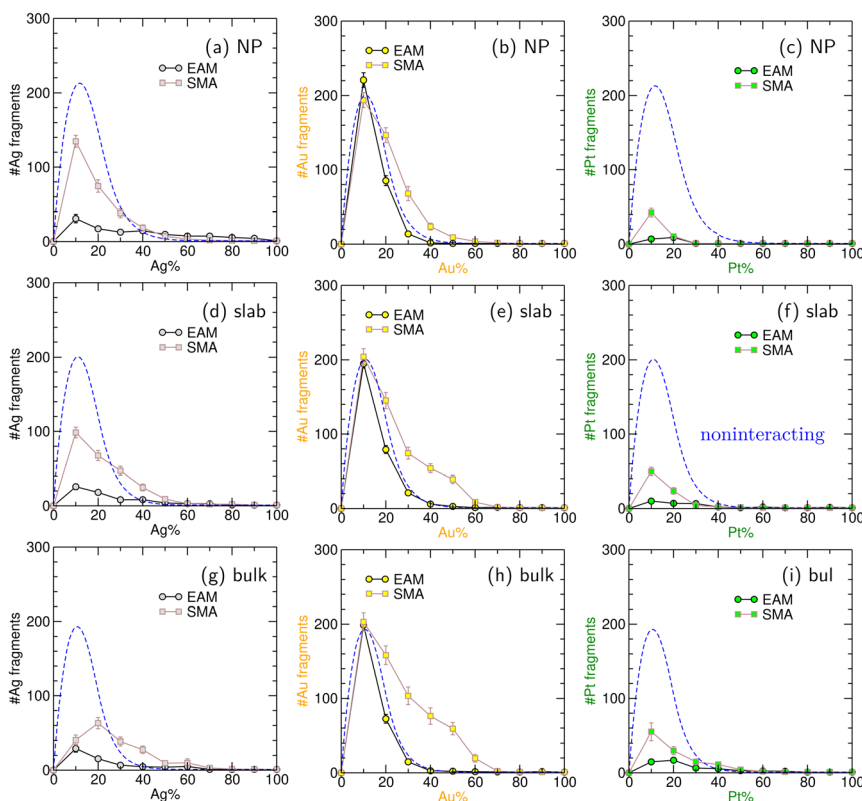 300
(a) NP
EAM
SMA
200
#Ag fragments
100
0
0 20 40 60 80 100
Ag%
300
(b) NP
EAM
SMA
200
#Au fragments
100
0
0 20 40 60 80 100
Au%
300
(c) NP
EAM
SMA
200
#Pt fragments
100
0
0 20 40 60 80 100
Pt%
300
(d) slab
EAM
SMA
200
#Ag fragments
100
0
0 20 40 60 80 100
Ag%
300
(e) slab
EAM
SMA
200
#Au fragments
100
0
0 20 40 60 80 100
Au%
300
(f) slab
EAM
SMA
200
#Pt fragments
noninteracting
100
0
0 20 40 60 80 100
Pt%
300
(g) bulk
EAM
SMA
200
#Ag fragments
100
0
0 20 40 60 80 100
Ag%
300
(h) bulk
EAM
SMA
200
#Au fragments
100
0
0 20 40 60 80 100
Au%
300
(i) bul
EAM
SMA
200
#Pt fragments
100
0
0 20 40 60 80 100
Pt%